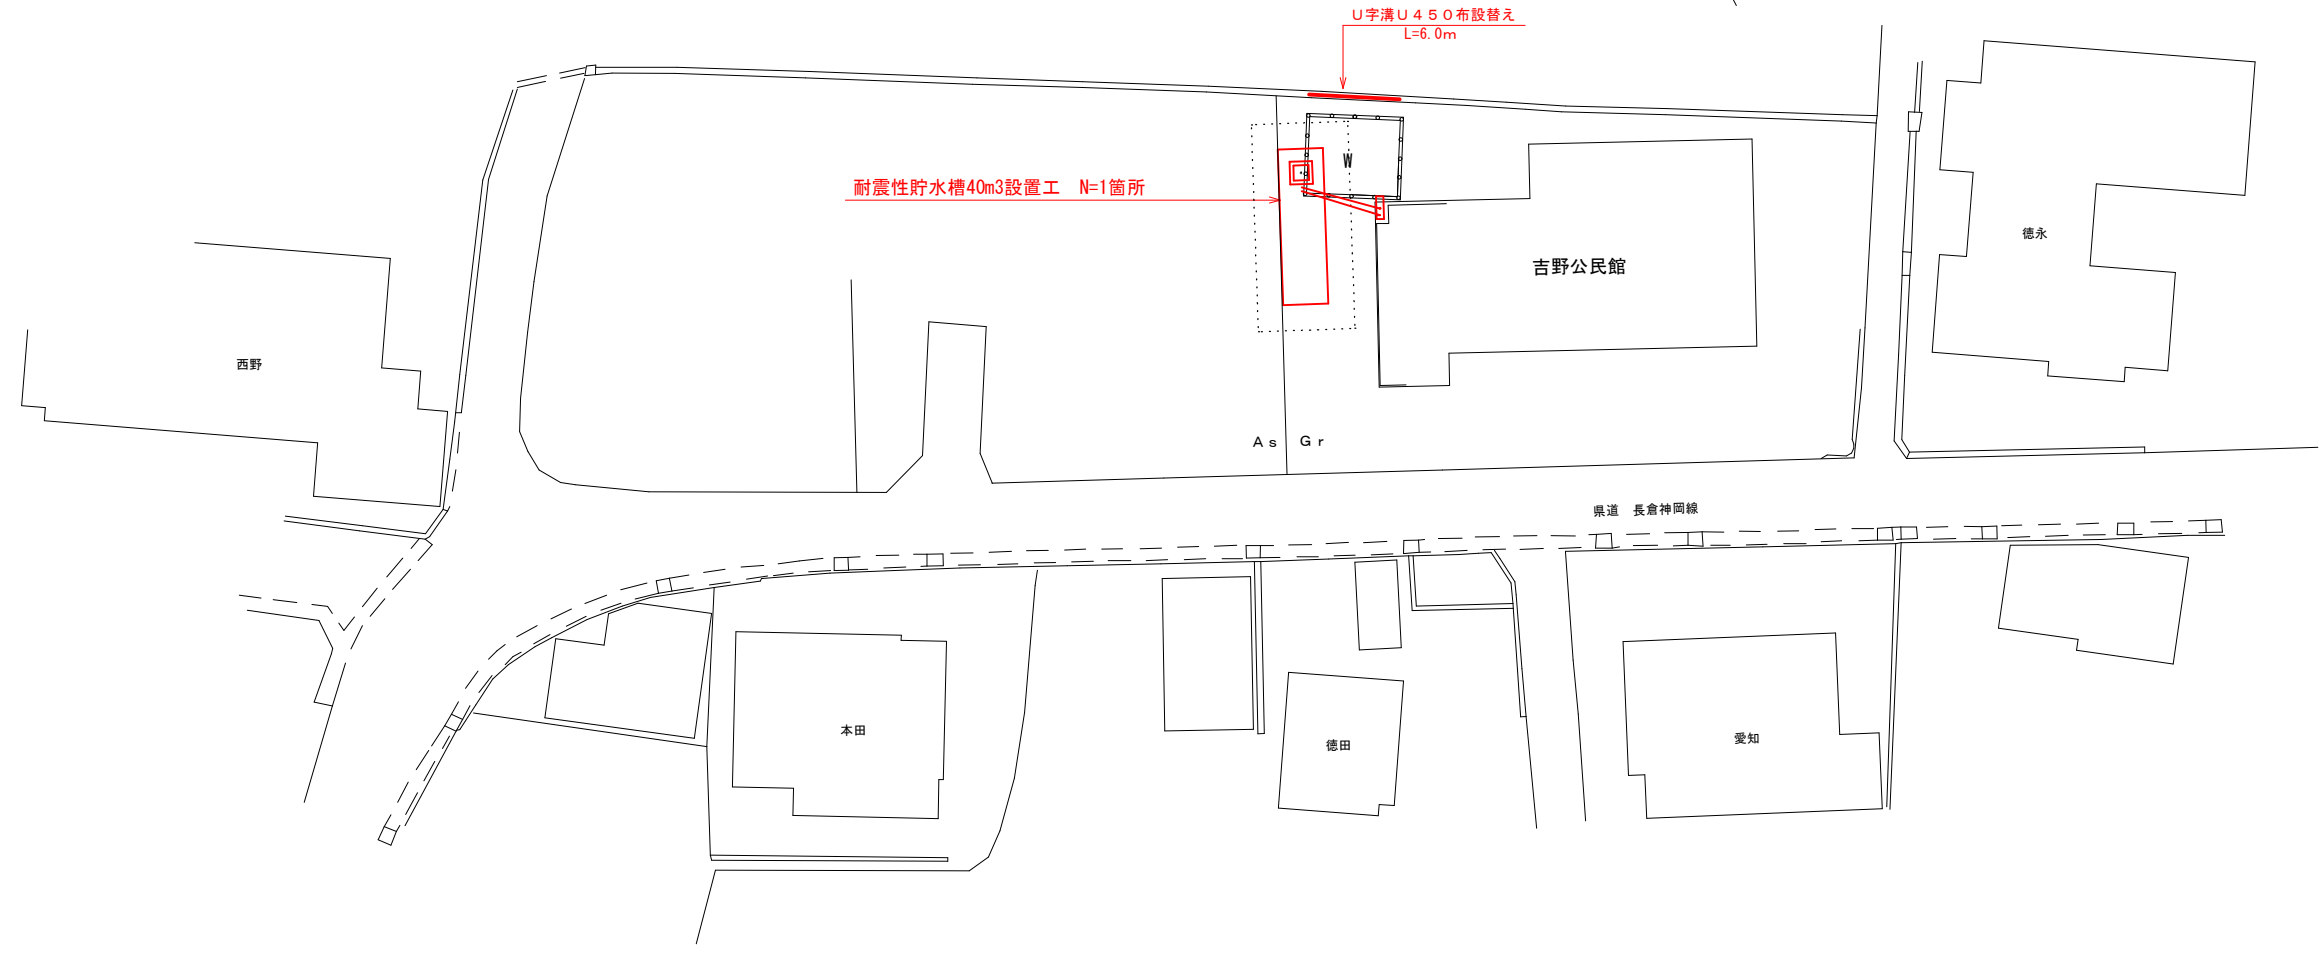 U字溝U450布設替え
L=6.0m
耐震性貯水槽40m3設置工　N=1箇所
W
徳永
吉野公民館
西野
As Gr
県道　長倉神岡線
本田
徳田
愛知